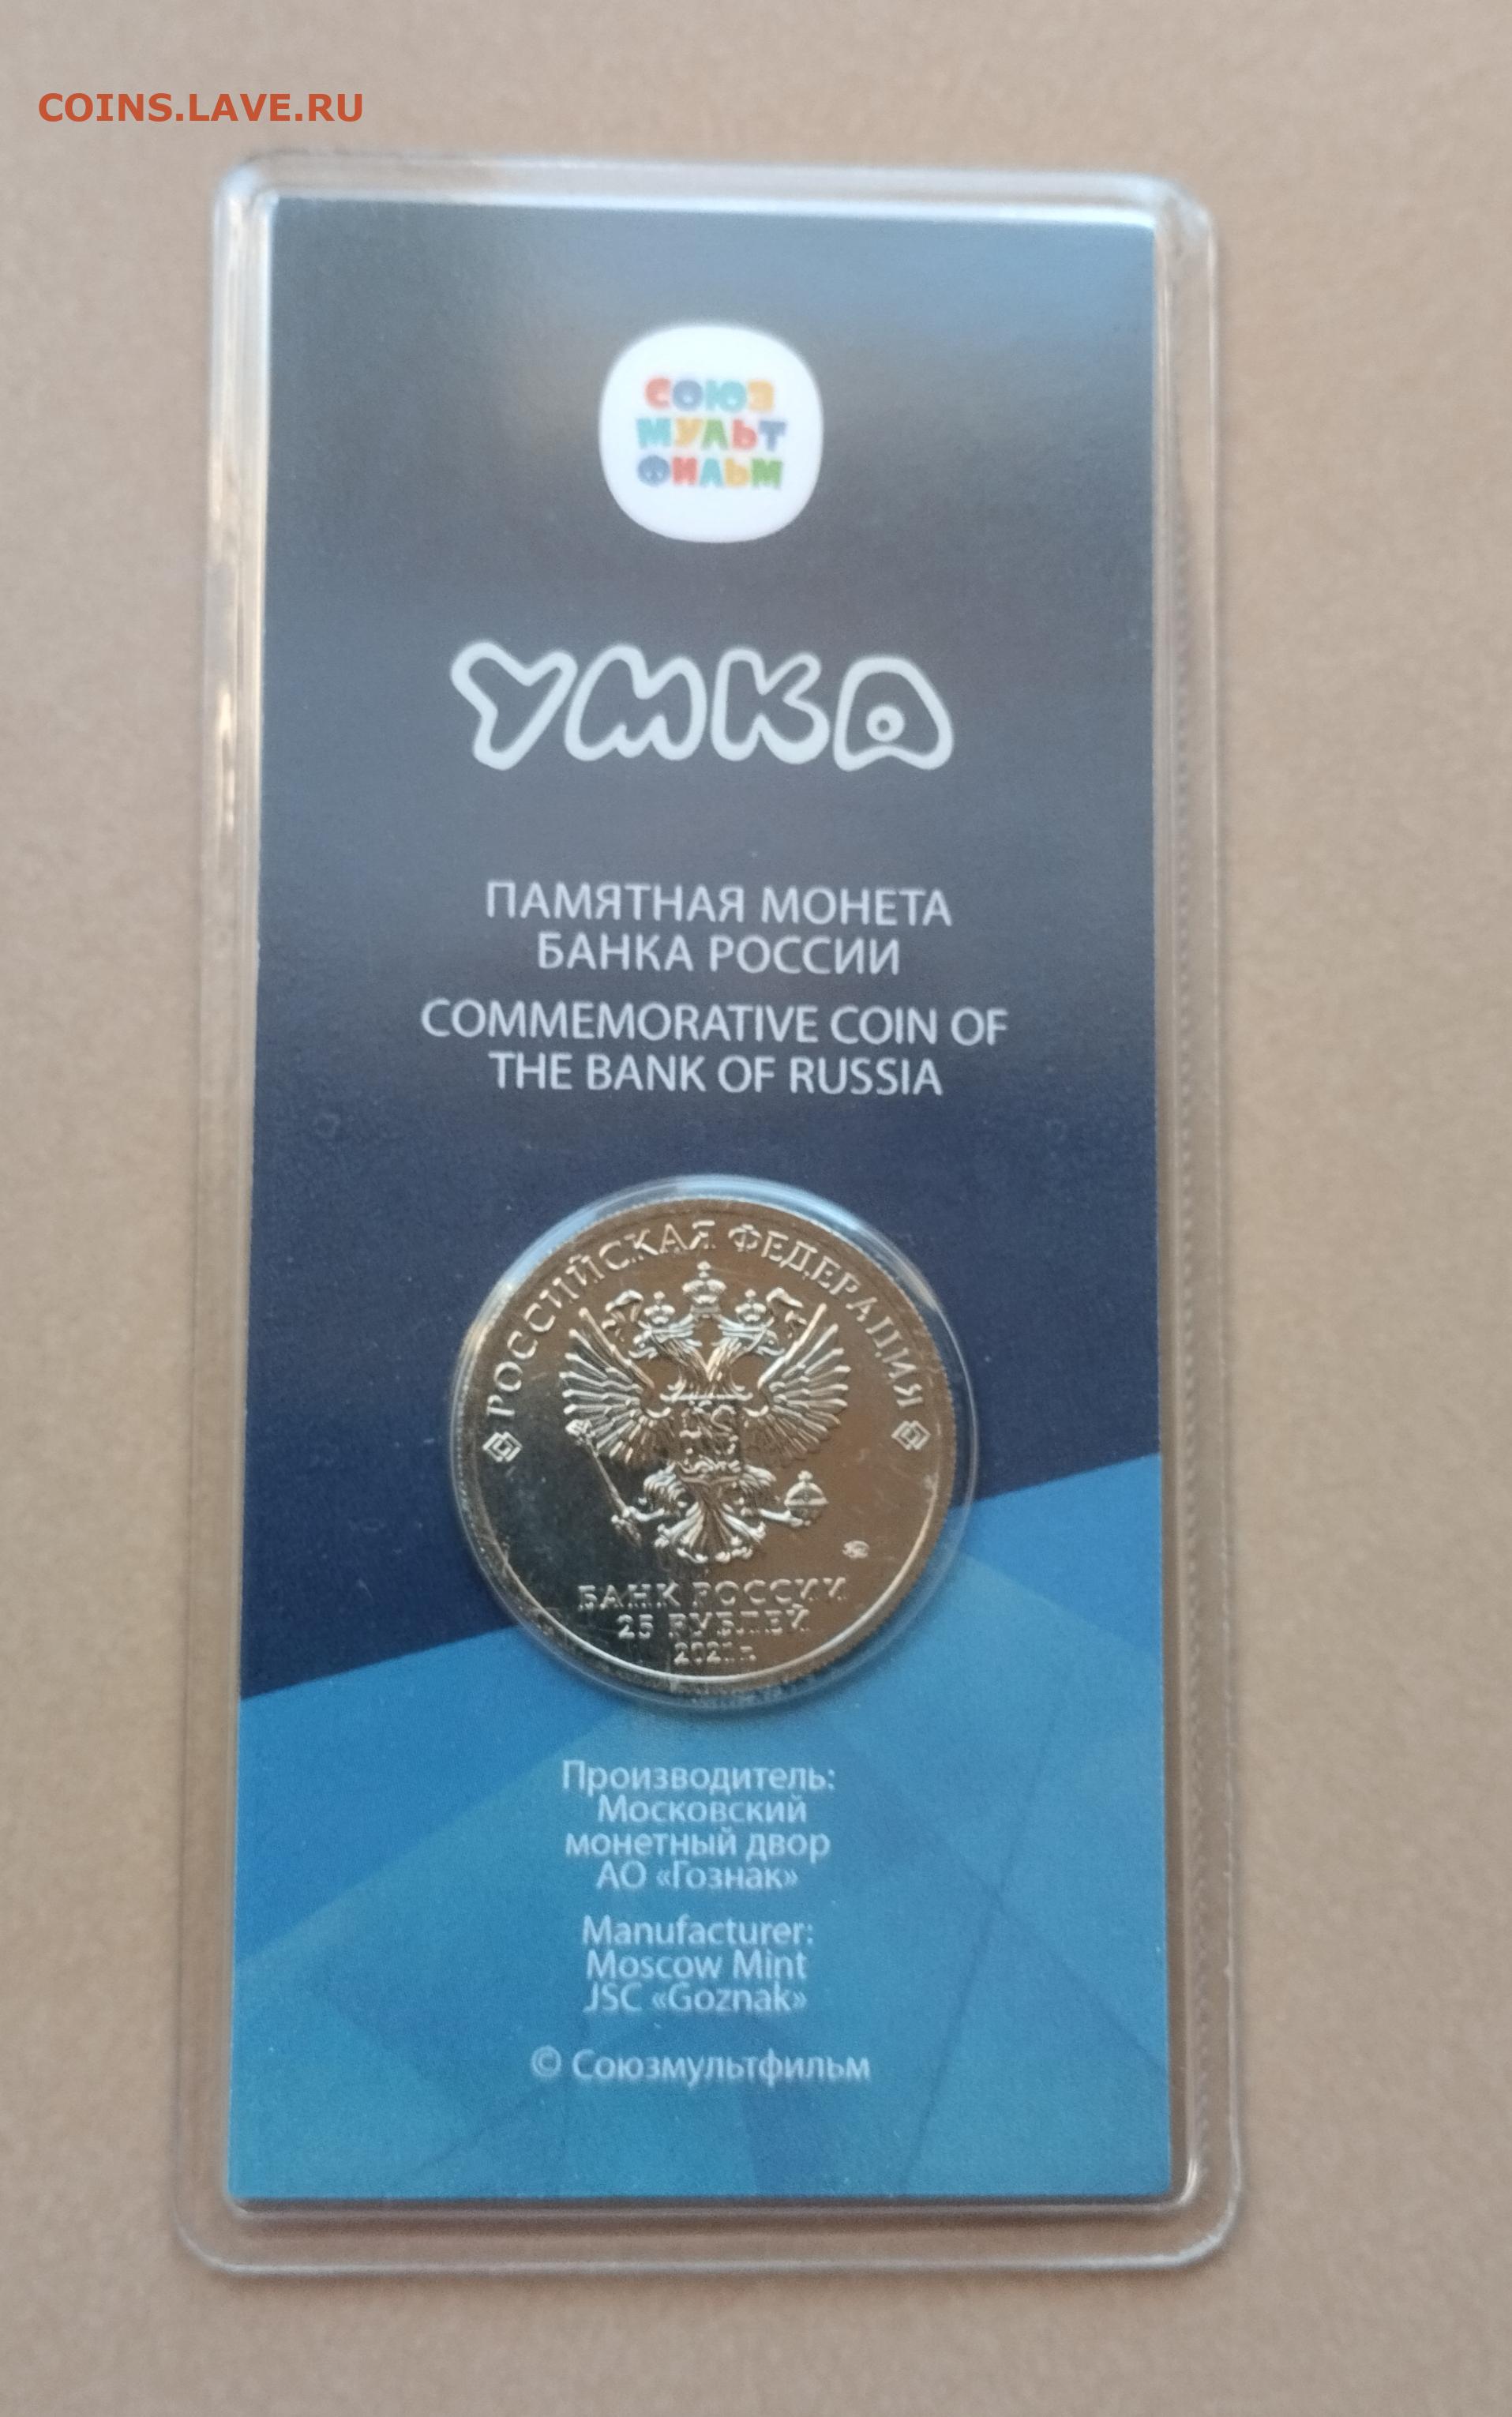 COINS.LAVE.RU
СОЮЗ
МУЛЬТ
ФИЛЬМ
УМКА
ПАМЯТНАЯ МОНЕТА
БАНКА РОССИИ
COMMEMORATIVE COIN OF
THE BANK OF RUSSIA
РОССИЙСКАЯ ФЕДЕРАЦИЯ
БАНК РОССИИ
25 РУБЛЕЙ
2021 г.
Производитель:
Московский
монетный двор
АО «Гознак»
Manufacturer:
Moscow Mint
JSC «Goznak»
© Союзмультфильм